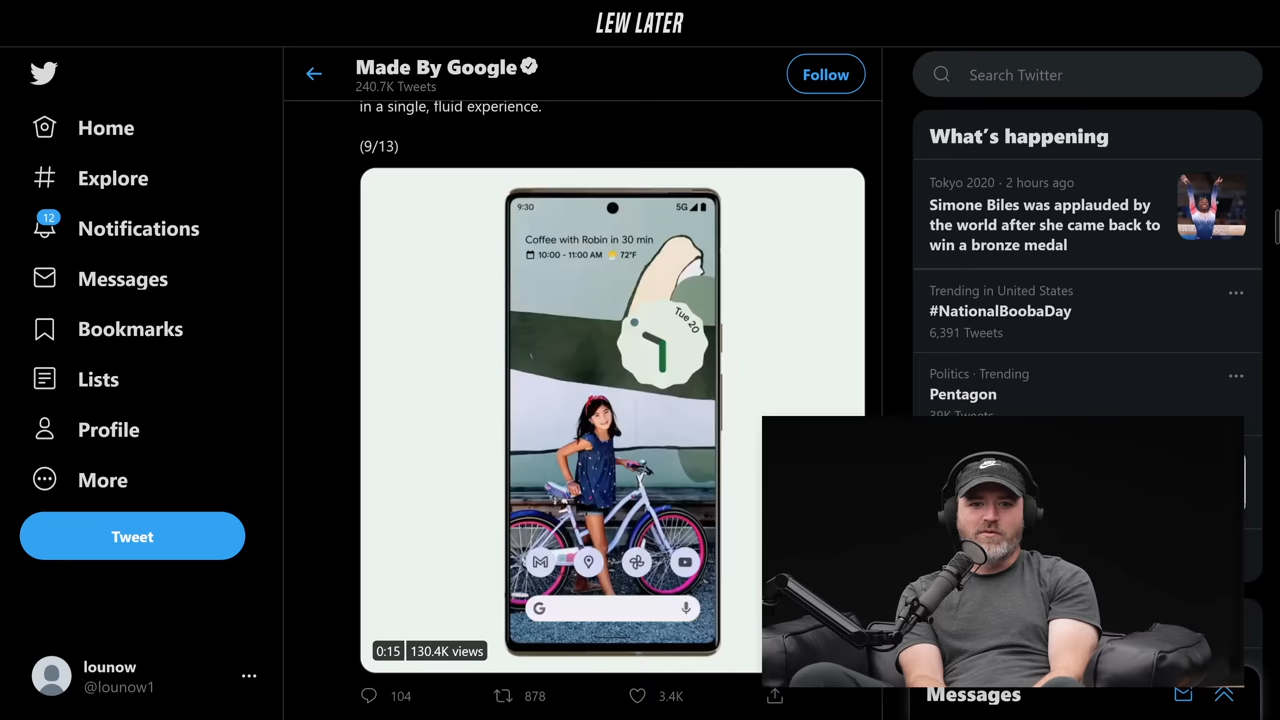 LEW LATER
Home
Explore
12
Notifications
Messages
Bookmarks
Lists
Profile
More
Tweet
lounow
@lounow1
Made By Google
240.7K Tweets
Follow
in a single, fluid experience.
(9/13)
9:30
5G
Coffee with Robin in 30 min
10:00 - 11:00 AM 72°F
Tue 20
G
0:15 130.4K views
104
878
3.4K
Search Twitter
What's happening
Tokyo 2020 · 2 hours ago
Simone Biles was applauded by
the world after she came back to
win a bronze medal
Trending in United States
#NationalBoobaDay
6,391 Tweets
Politics · Trending
Pentagon
39K Tweets
Messages